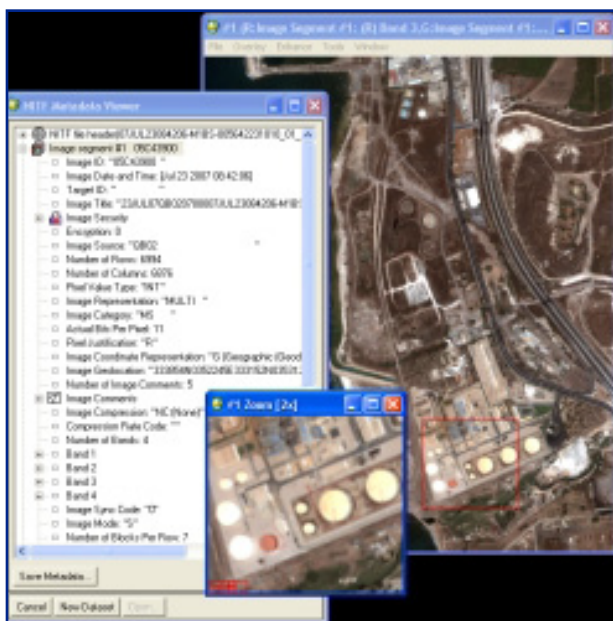 #1 (R:Image Segment #1: (R) Band 3,G:Image Segment #1:...
File Overlay Enhance Tools Window
NITF Metadata Viewer
Image segment #1 05C43900
Image ID: "05C43900 "
Image Date and Time: [Jul 23 2007 08:42:06]
Target ID: " "
Image Security
Encryption: 0
Image Source: "QB02 "
Number of Rows: 6994
Number of Columns: 6876
Pixel Value Type: "INT"
Image Representation: "MULTI "
Image Category: "MS "
Actual Bits Per Pixel: 11
Pixel Justification: "R"
Image Coordinate Representation: "G (Geographic (Geod
Image Geolocation:
Number of Image Comments: 5
Image Comments
Image Compression: "NC (None)"
Compression Rate Code: ""
Number of Bands: 4
Band 1
Band 2
Band 3
Band 4
Image Sync Code: "0"
Image Mode: "S"
Number of Blocks Per Row: 7
Save Metadata...
Cancel New Dataset Open...
#1 Zoom [2x]